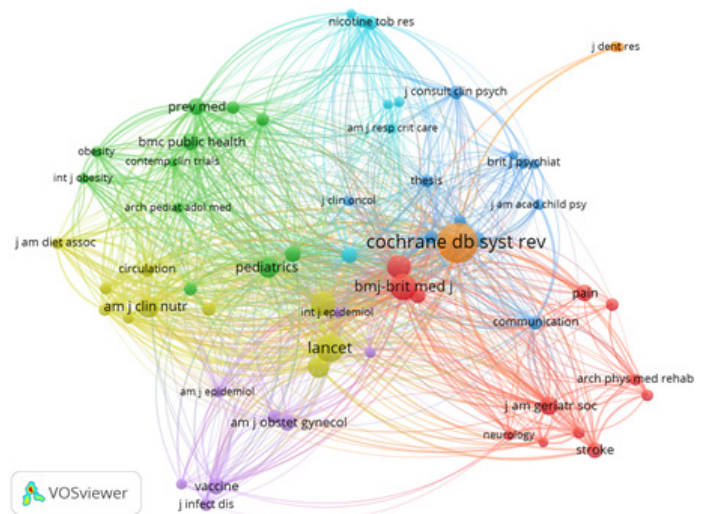 nicotine tob res
j dent res
j consult clin psych
prev med
am j resp crit care
bmc public health
obesity
contemp clin trials
brit j psychiat
int j obesity
thesis
j clin oncol
j am acad child psy
arch pediat adol med
j am diet assoc
cochrane db syst rev
circulation
pediatrics
bmj-brit med j
pain
am j clin nutr
int j epidemiol
communication
lancet
arch phys med rehab
am j epidemiol
j am geriatr soc
am j obstet gynecol
neurology
stroke
vaccine
VOSviewer
j infect dis